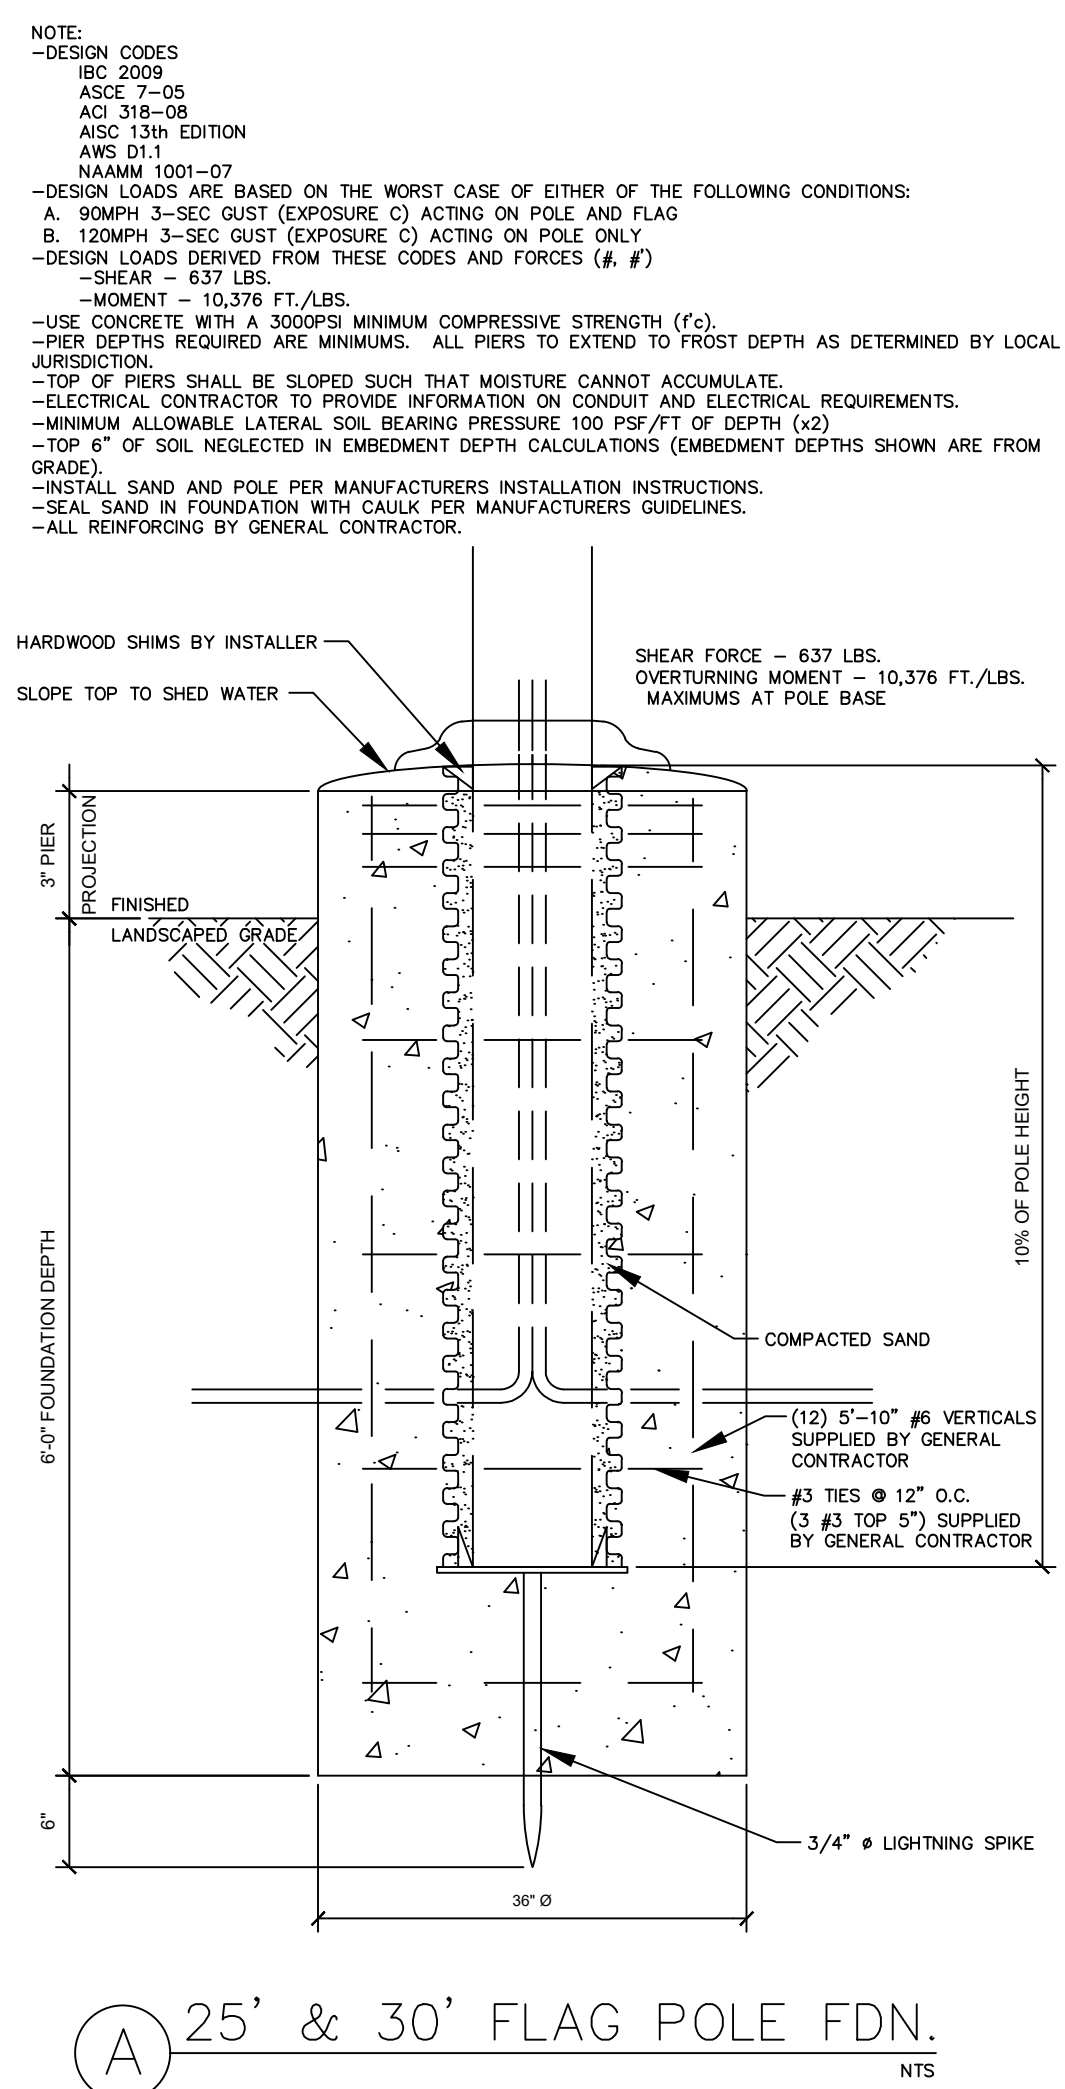 NOTE:
-DESIGN CODES
IBC 2009
ASCE 7-05
ACI 318-08
AISC 13th EDITION
AWS D1.1
NAAMM 1001-07
-DESIGN LOADS ARE BASED ON THE WORST CASE OF EITHER OF THE FOLLOWING CONDITIONS:
A. 90MPH 3-SEC GUST (EXPOSURE C) ACTING ON POLE AND FLAG
B. 120MPH 3-SEC GUST (EXPOSURE C) ACTING ON POLE ONLY
-DESIGN LOADS DERIVED FROM THESE CODES AND FORCES (#, #')
-SHEAR - 637 LBS.
-MOMENT - 10,376 FT./LBS.
-USE CONCRETE WITH A 3000PSI MINIMUM COMPRESSIVE STRENGTH (f'c).
-PIER DEPTHS REQUIRED ARE MINIMUMS. ALL PIERS TO EXTEND TO FROST DEPTH AS DETERMINED BY LOCAL
JURISDICTION.
-TOP OF PIERS SHALL BE SLOPED SUCH THAT MOISTURE CANNOT ACCUMULATE.
-ELECTRICAL CONTRACTOR TO PROVIDE INFORMATION ON CONDUIT AND ELECTRICAL REQUIREMENTS.
-MINIMUM ALLOWABLE LATERAL SOIL BEARING PRESSURE 100 PSF/FT OF DEPTH (x2)
-TOP 6" OF SOIL NEGLECTED IN EMBEDMENT DEPTH CALCULATIONS (EMBEDMENT DEPTHS SHOWN ARE FROM
GRADE).
-INSTALL SAND AND POLE PER MANUFACTURERS INSTALLATION INSTRUCTIONS.
-SEAL SAND IN FOUNDATION WITH CAULK PER MANUFACTURERS GUIDELINES.
-ALL REINFORCING BY GENERAL CONTRACTOR.
HARDWOOD SHIMS BY INSTALLER
SLOPE TOP TO SHED WATER
SHEAR FORCE - 637 LBS.
OVERTURNING MOMENT - 10,376 FT./LBS.
MAXIMUMS AT POLE BASE
3" PIER
PROJECTION
FINISHED
LANDSCAPED GRADE
10% OF POLE HEIGHT
6'-0" FOUNDATION DEPTH
COMPACTED SAND
(12) 5'-10" #6 VERTICALS
SUPPLIED BY GENERAL
CONTRACTOR
#3 TIES @ 12" O.C.
(3 #3 TOP 5") SUPPLIED
BY GENERAL CONTRACTOR
6"
3/4" ø LIGHTNING SPIKE
36" Ø
A
25' & 30' FLAG POLE FDN.
NTS